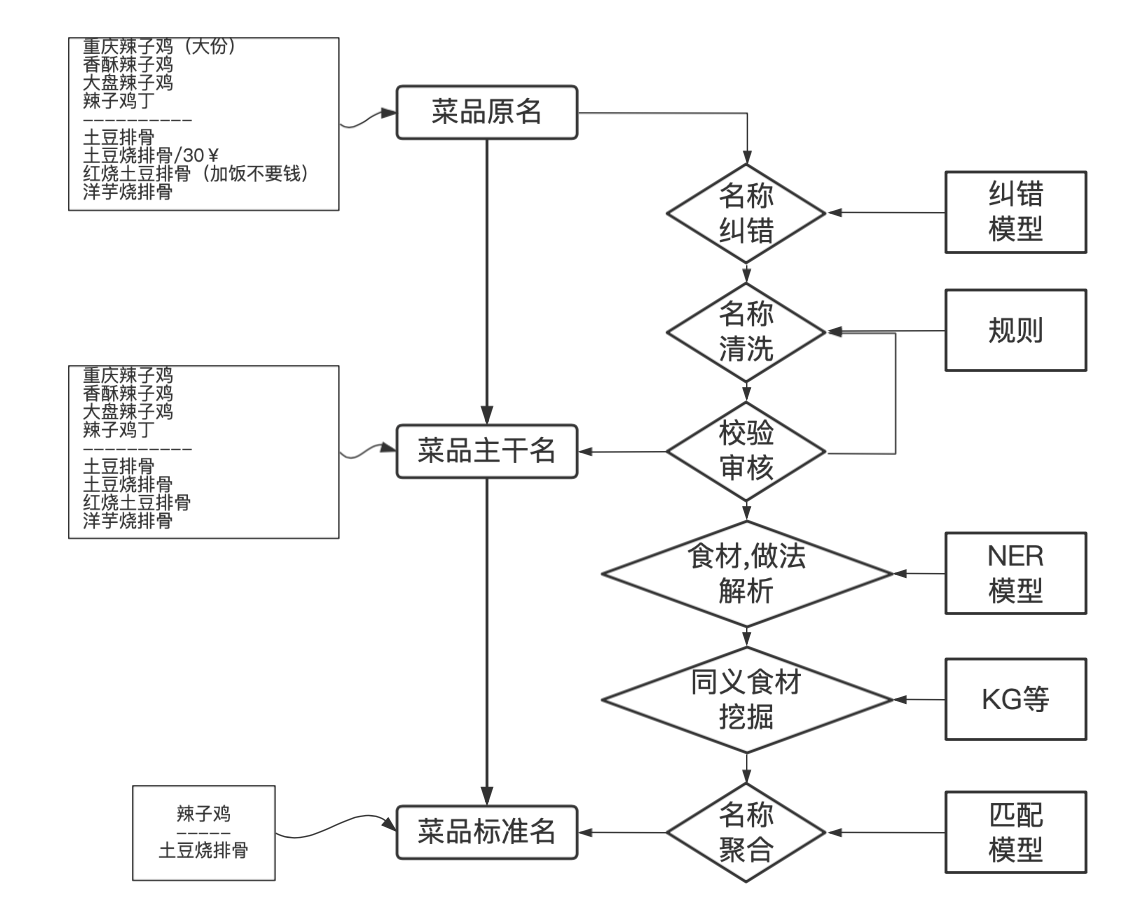 重庆辣子鸡（大份）
香酥辣子鸡
大盘辣子鸡
辣子鸡丁
----------
土豆排骨
土豆烧排骨/30￥
红烧土豆排骨（加饭不要钱）
洋芋烧排骨
菜品原名
名称
纠错
纠错
模型
名称
清洗
规则
重庆辣子鸡
香酥辣子鸡
大盘辣子鸡
辣子鸡丁
----------
土豆排骨
土豆烧排骨
红烧土豆排骨
洋芋烧排骨
菜品主干名
校验
审核
食材,做法
解析
NER
模型
同义食材
挖掘
KG等
辣子鸡
-----
土豆烧排骨
菜品标准名
名称
聚合
匹配
模型